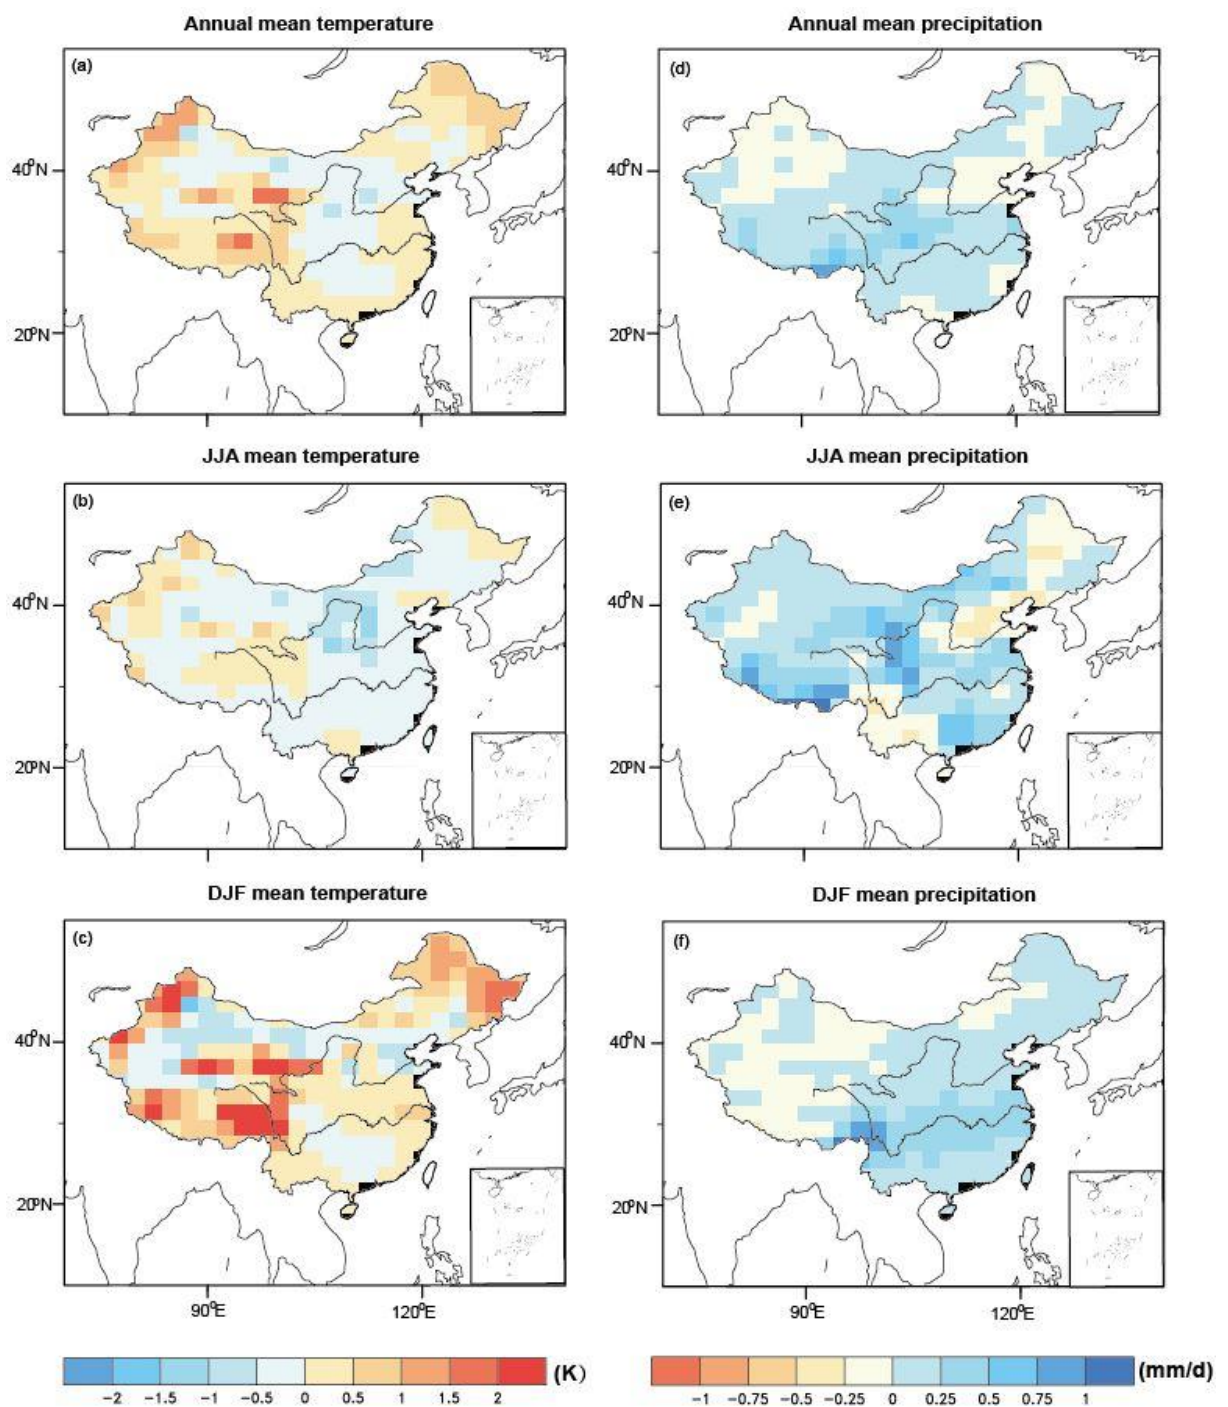 Annual mean temperature
Annual mean precipitation
(a)
(d)
40°N
40°N
20°N
20°N
JJA mean temperature
JJA mean precipitation
(b)
(e)
40°N
40°N
20°N
20°N
DJF mean temperature
DJF mean precipitation
(c)
(f)
40°N
40°N
20°N
20°N
90°E
120°E
90°E
120°E
(K)
(mm/d)
−2 −1.5 −1 −0.5 0 0.5 1 1.5 2
−1 −0.75 −0.5 −0.25 0 0.25 0.5 0.75 1